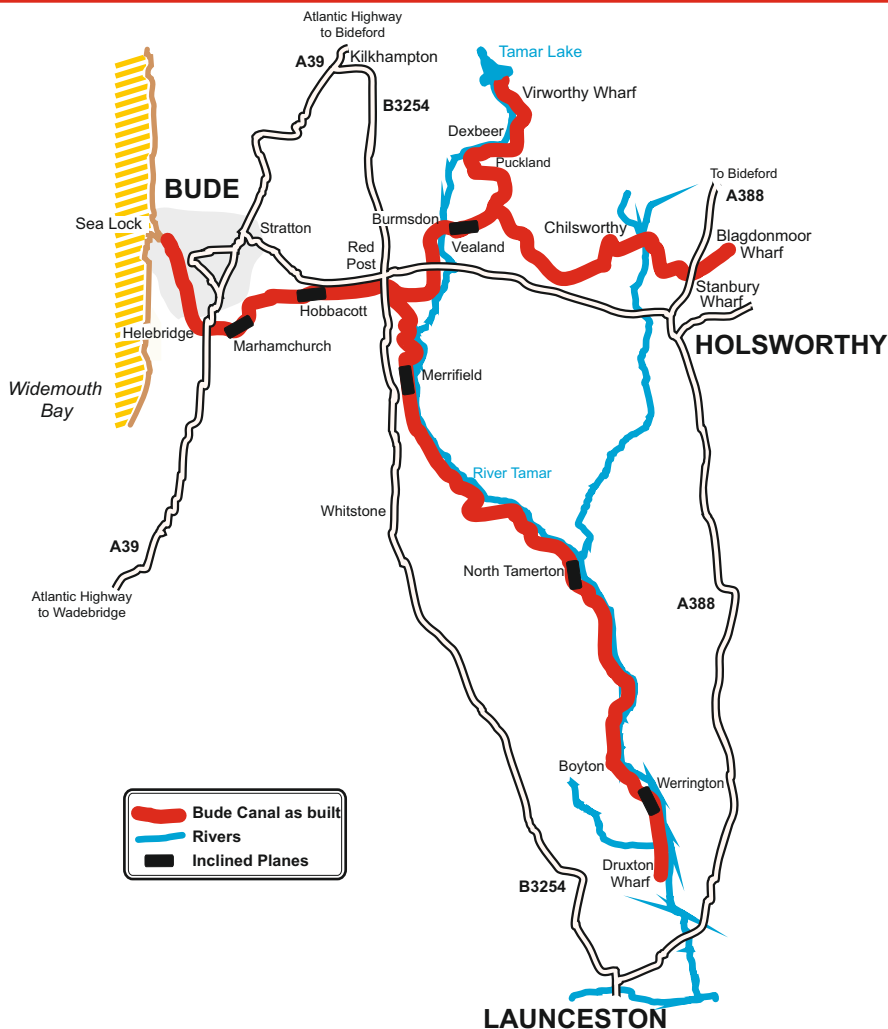 Atlantic Highway
to Bideford
A39
Kilkhampton
Tamar Lake
B3254
Virworthy Wharf
Dexbeer
Puckland
To Bideford
A388
BUDE
Sea Lock
Stratton
Burmsdon
Chilsworthy
Blagdonmoor
Wharf
Red
Post
Vealand
Stanbury
Wharf
Hobbacott
Helebridge
Marhamchurch
HOLSWORTHY
Merrifield
Widemouth
Bay
River Tamar
Whitstone
A39
North Tamerton
Atlantic Highway
to Wadebridge
A388
Boyton
Werrington
Bude Canal as built
Rivers
Inclined Planes
Druxton
Wharf
B3254
LAUNCESTON